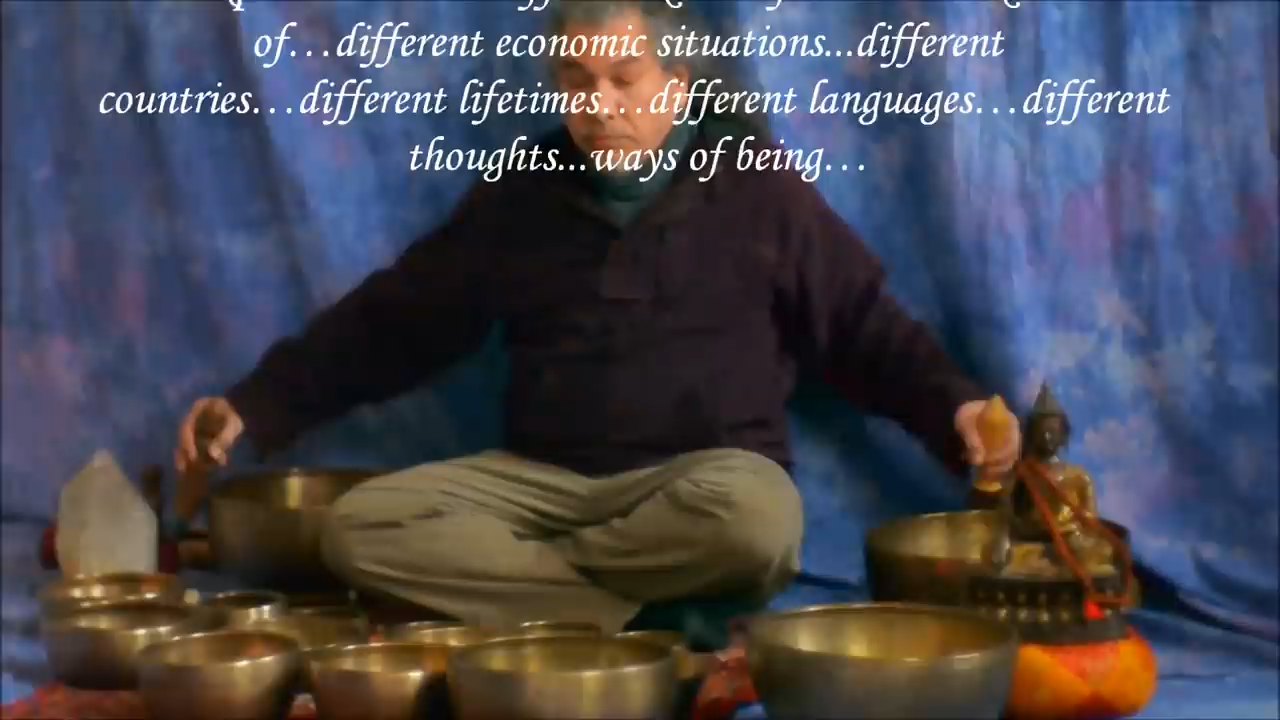 of…different economic situations...different
countries…different lifetimes…different languages…different
thoughts...ways of being…